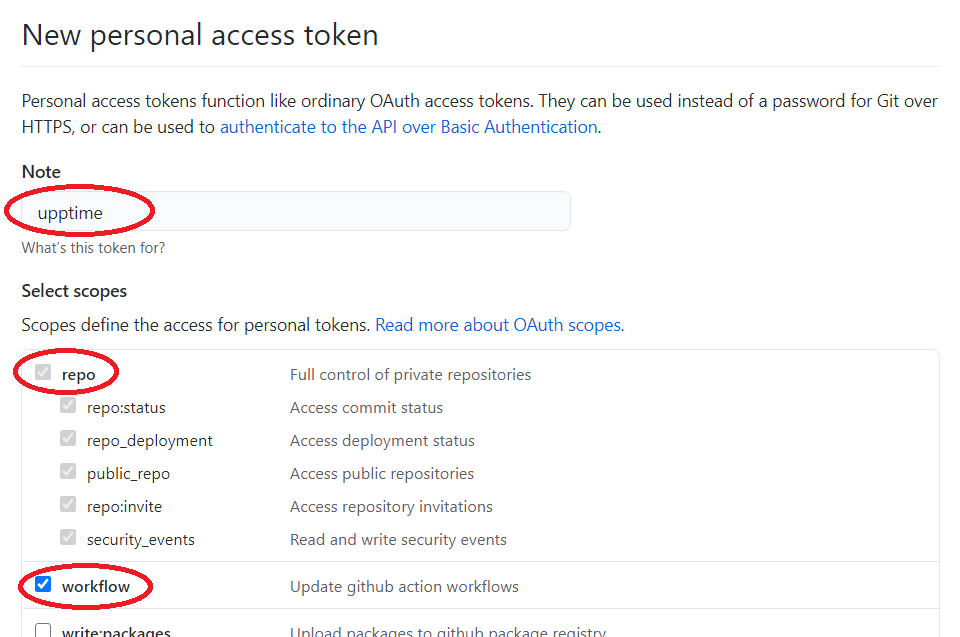 New personal access token
Personal access tokens function like ordinary OAuth access tokens. They can be used instead of a password for Git over
HTTPS, or can be used to authenticate to the API over Basic Authentication.
Note
upptime
What's this token for?
Select scopes
Scopes define the access for personal tokens. Read more about OAuth scopes.
repo Full control of private repositories
repo:status Access commit status
repo_deployment Access deployment status
public_repo Access public repositories
repo:invite Access repository invitations
security_events Read and write security events
workflow Update github action workflows
write:packages Upload packages to github package registry